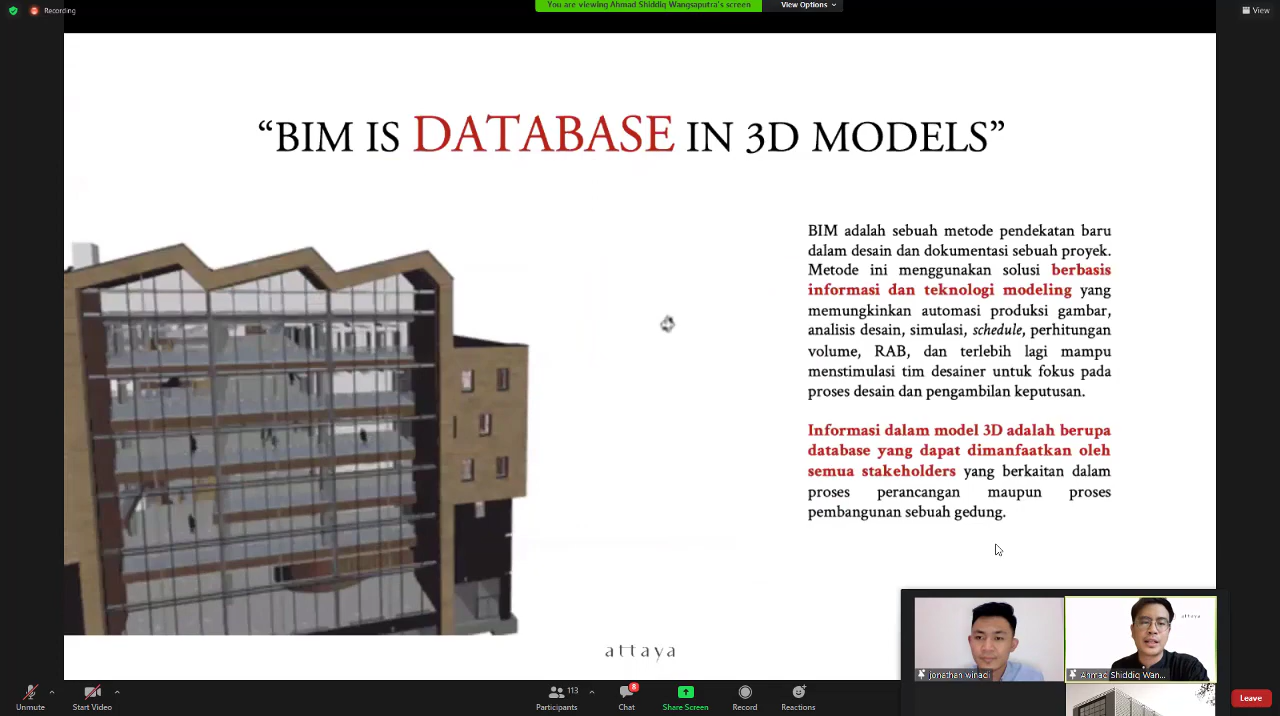 Recording
You are viewing Ahmad Shiddiq Wangsaputra's screen
View Options
View
“BIM IS DATABASE IN 3D MODELS”
BIM adalah sebuah metode pendekatan baru
dalam desain dan dokumentasi sebuah proyek.
Metode ini menggunakan solusi berbasis
informasi dan teknologi modeling yang
memungkinkan automasi produksi gambar,
analisis desain, simulasi, schedule, perhitungan
volume, RAB, dan terlebih lagi mampu
menstimulasi tim desainer untuk fokus pada
proses desain dan pengambilan keputusan.
Informasi dalam model 3D adalah berupa
database yang dapat dimanfaatkan oleh
semua stakeholders yang berkaitan dalam
proses perancangan maupun proses
pembangunan sebuah gedung.
attaya
attaya
jonathan winadi
Ahmad Shiddiq Wan...
Unmute
Start Video
113
Participants
8
Chat
Share Screen
Record
Reactions
Leave